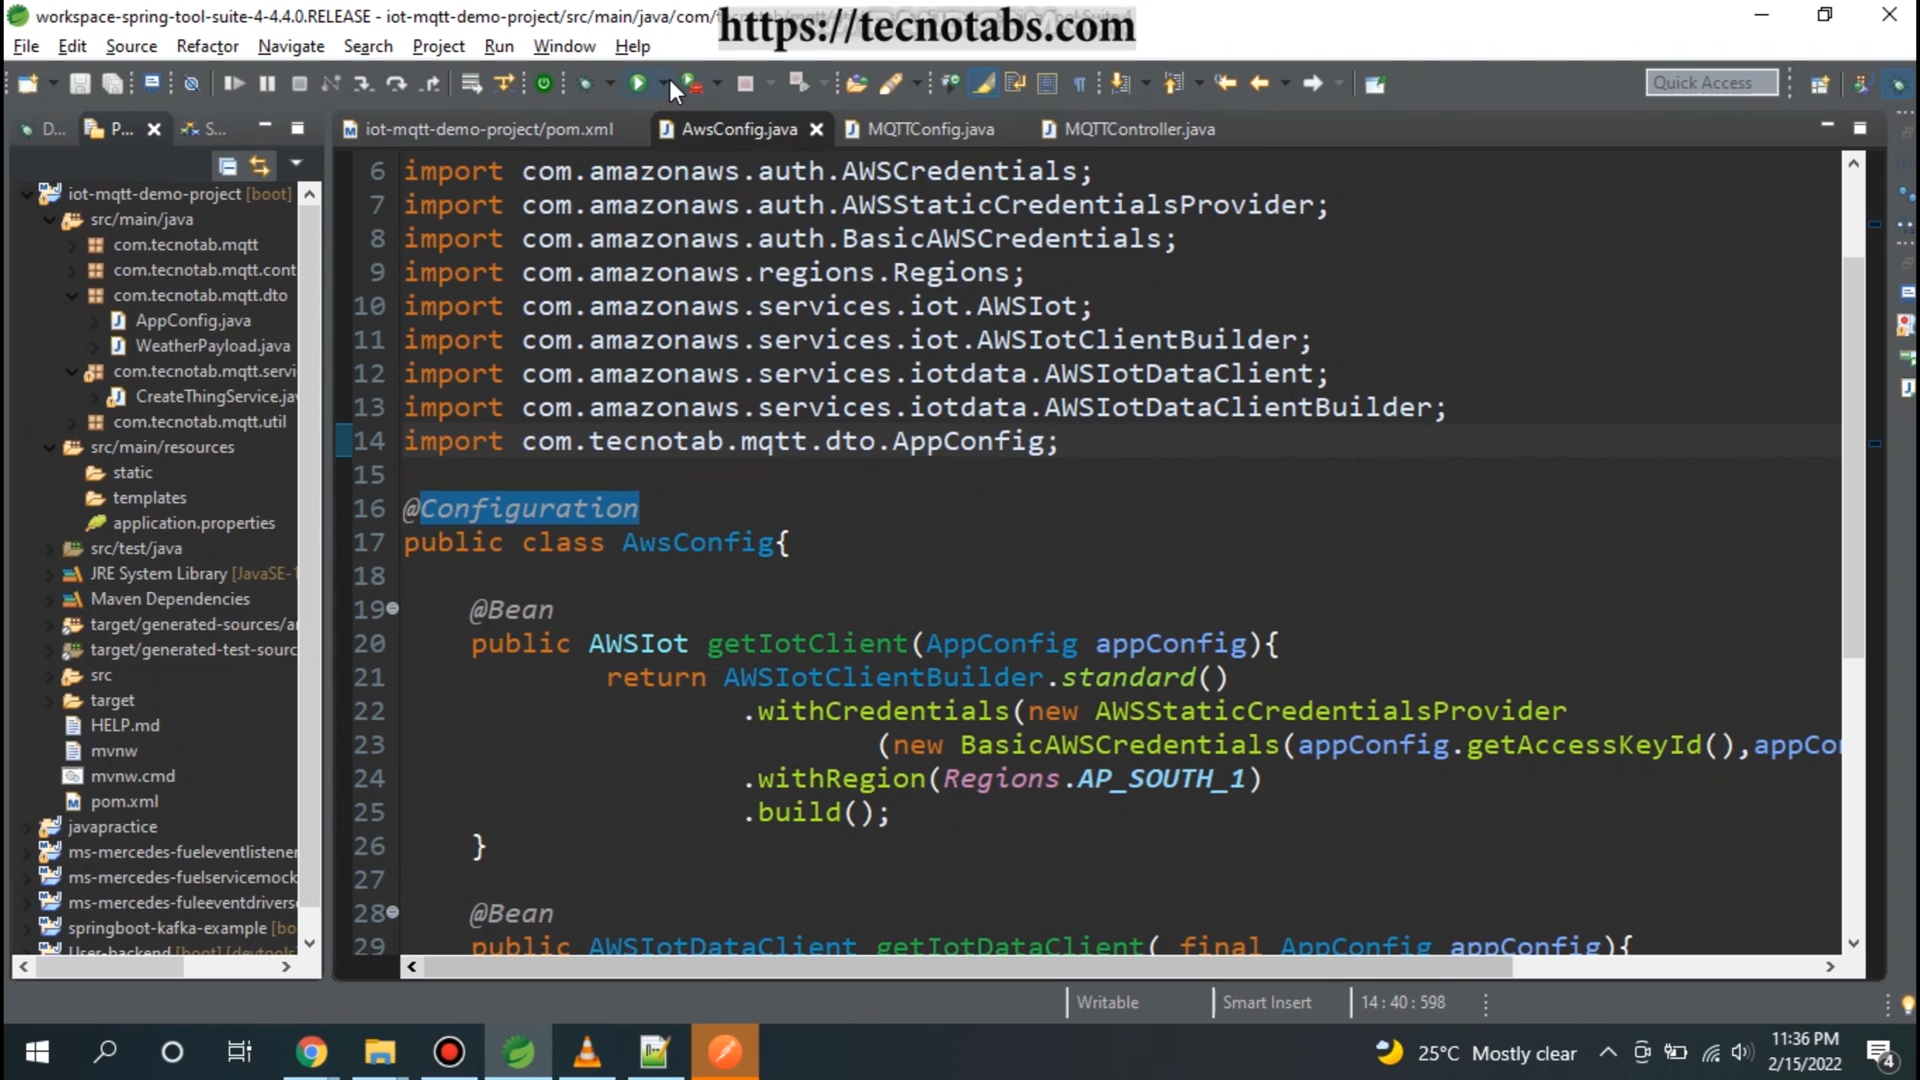 workspace-spring-tool-suite-4-4.4.0.RELEASE - iot-mqtt-demo-project/src/main/java/com/
https://tecnotabs.com
File Edit Source Refactor Navigate Search Project Run Window Help
Quick Access
D... P... S...
iot-mqtt-demo-project/pom.xml AwsConfig.java MQTTConfig.java MQTTController.java
iot-mqtt-demo-project [boot]
src/main/java
com.tecnotab.mqtt
com.tecnotab.mqtt.cont
com.tecnotab.mqtt.dto
AppConfig.java
WeatherPayload.java
com.tecnotab.mqtt.servi
CreateThingService.ja
com.tecnotab.mqtt.util
src/main/resources
static
templates
application.properties
src/test/java
JRE System Library [JavaSE-1
Maven Dependencies
target/generated-sources/a
target/generated-test-sourc
src
target
HELP.md
mvnw
mvnw.cmd
pom.xml
javapractice
ms-mercedes-fueleventlistener
ms-mercedes-fuelservicemock
ms-mercedes-fuleeventdriverse
springboot-kafka-example [bo
User-backend [boot] [devtools
6 import com.amazonaws.auth.AWSCredentials;
7 import com.amazonaws.auth.AWSStaticCredentialsProvider;
8 import com.amazonaws.auth.BasicAWSCredentials;
9 import com.amazonaws.regions.Regions;
10 import com.amazonaws.services.iot.AWSIot;
11 import com.amazonaws.services.iot.AWSIotClientBuilder;
12 import com.amazonaws.services.iotdata.AWSIotDataClient;
13 import com.amazonaws.services.iotdata.AWSIotDataClientBuilder;
14 import com.tecnotab.mqtt.dto.AppConfig;
15
16 @Configuration
17 public class AwsConfig{
18
19 @Bean
20 public AWSIot getIotClient(AppConfig appConfig){
21 return AWSIotClientBuilder.standard()
22 .withCredentials(new AWSStaticCredentialsProvider
23 (new BasicAWSCredentials(appConfig.getAccessKeyId(),appCo
24 .withRegion(Regions.AP_SOUTH_1)
25 .build();
26 }
27
28 @Bean
29 public AWSIotDataClient getIotDataClient( final AppConfig appConfig){
Writable Smart Insert 14 : 40 : 598
25°C Mostly clear
11:36 PM
2/15/2022
4